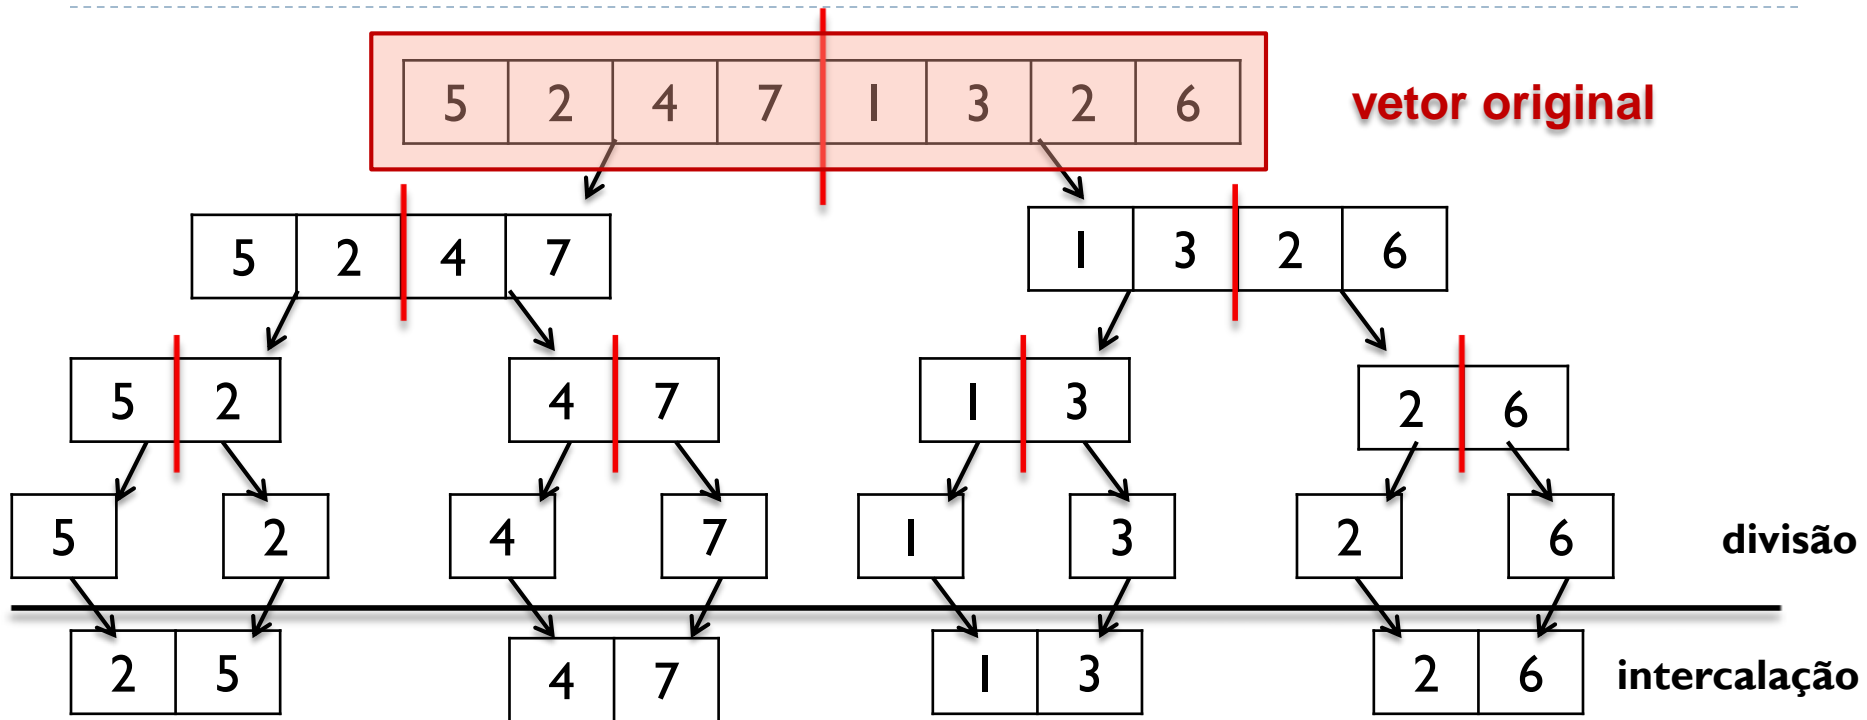 5 2 4 7 1 3 2 6 vetor original
5 2 4 7 1 3 2 6
5 2 4 7 1 3 2 6
5 2 4 7 1 3 2 6 divisão
2 5 4 7 1 3 2 6 intercalação